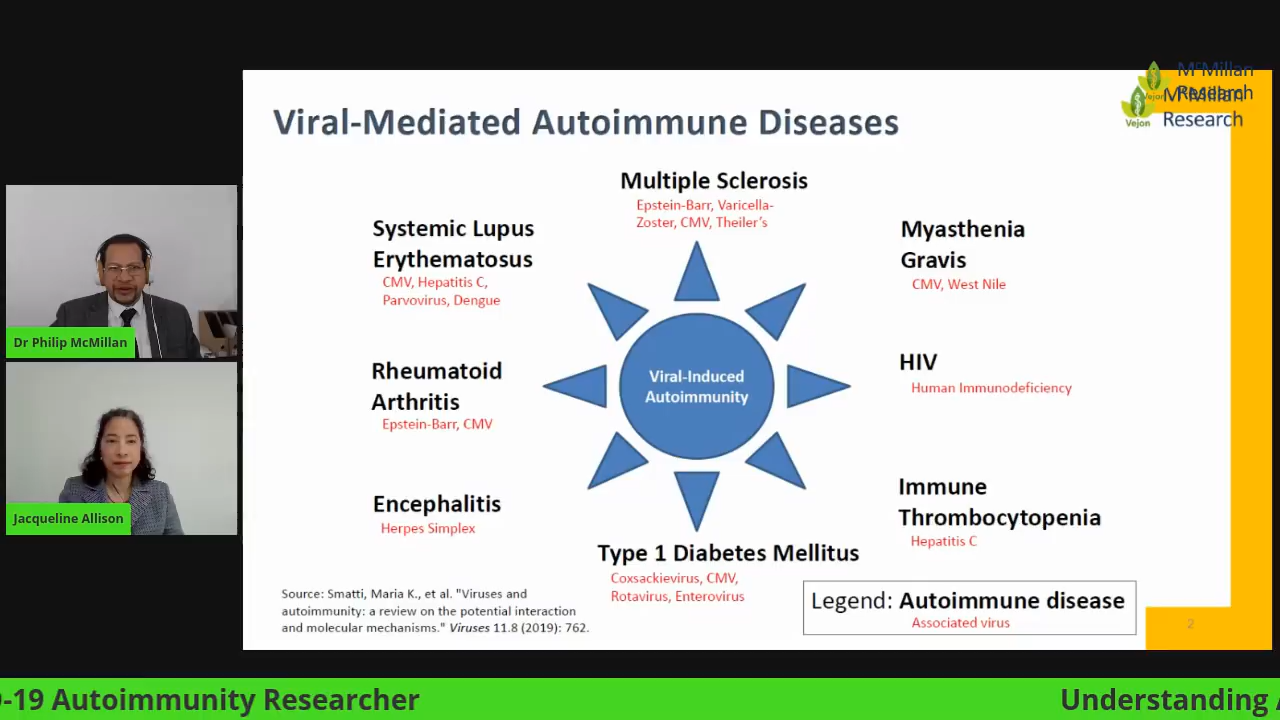 McMillan
Research
Vejon
McMillan
Research
Vejon
Viral-Mediated Autoimmune Diseases
Multiple Sclerosis
Epstein-Barr, Varicella-
Zoster, CMV, Theiler's
Systemic Lupus
Erythematosus
CMV, Hepatitis C,
Parvovirus, Dengue
Myasthenia
Gravis
CMV, West Nile
Rheumatoid
Arthritis
Epstein-Barr, CMV
Viral-Induced
Autoimmunity
HIV
Human Immunodeficiency
Encephalitis
Herpes Simplex
Immune
Thrombocytopenia
Hepatitis C
Type 1 Diabetes Mellitus
Coxsackievirus, CMV,
Rotavirus, Enterovirus
Source: Smatti, Maria K., et al. "Viruses and
autoimmunity: a review on the potential interaction
and molecular mechanisms." Viruses 11.8 (2019): 762.
Legend: Autoimmune disease
Associated virus
2
Dr Philip McMillan
Jacqueline Allison
-19 Autoimmunity Researcher
Understanding